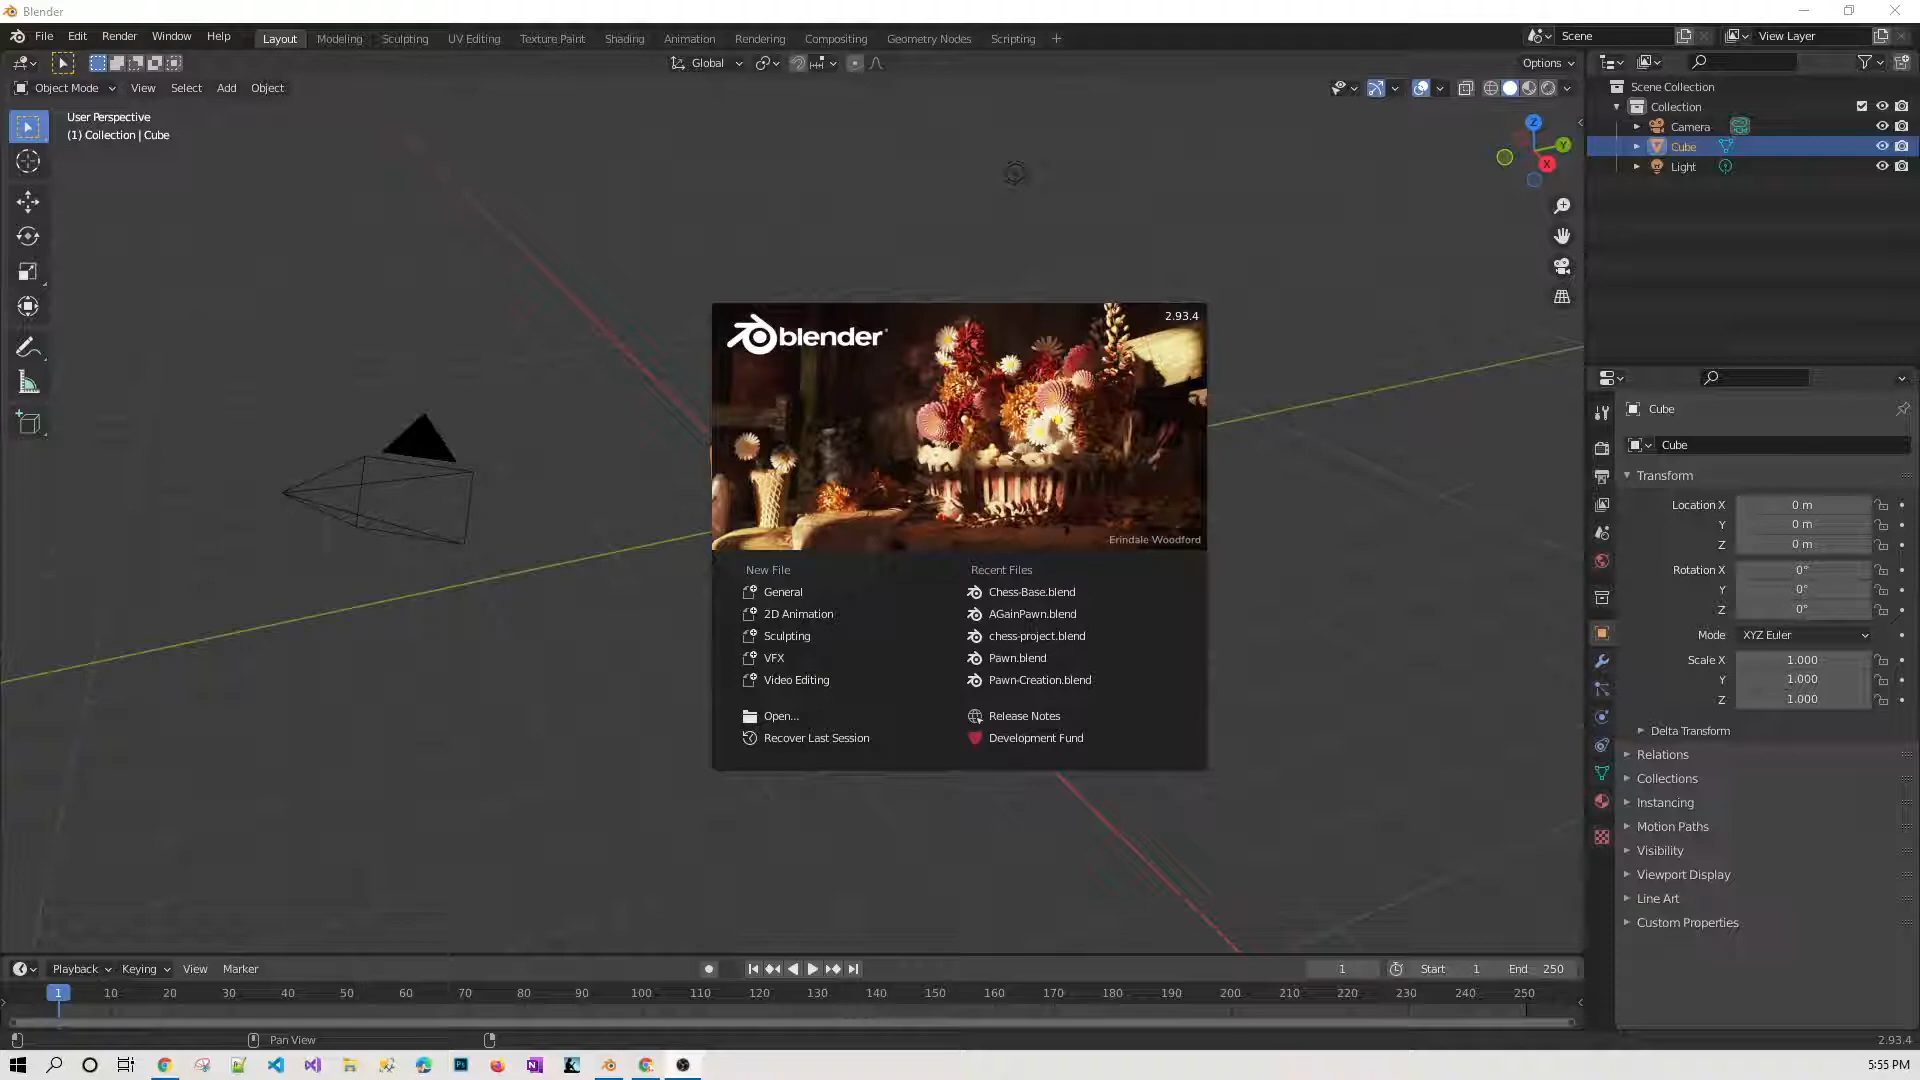 Blender
File Edit Render Window Help Layout Modeling Sculpting UV Editing Texture Paint Shading Animation Rendering Compositing Geometry Nodes Scripting + Scene View Layer
Global Options
Object Mode View Select Add Object
User Perspective
(1) Collection | Cube
Z
Y
X
Scene Collection
Collection
Camera
Cube
Light
blender
2.93.4
Erindale Woodford
New File
General
2D Animation
Sculpting
VFX
Video Editing
Open...
Recover Last Session
Recent Files
Chess-Base.blend
AGainPawn.blend
chess-project.blend
Pawn.blend
Pawn-Creation.blend
Release Notes
Development Fund
Cube
Cube
Transform
Location X 0 m
Y 0 m
Z 0 m
Rotation X 0°
Y 0°
Z 0°
Mode XYZ Euler
Scale X 1.000
Y 1.000
Z 1.000
Delta Transform
Relations
Collections
Instancing
Motion Paths
Visibility
Viewport Display
Line Art
Custom Properties
Playback Keying View Marker 1 Start 1 End 250
1 10 20 30 40 50 60 70 80 90 100 110 120 130 140 150 160 170 180 190 200 210 220 230 240 250
Pan View 2.93.4
5:55 PM